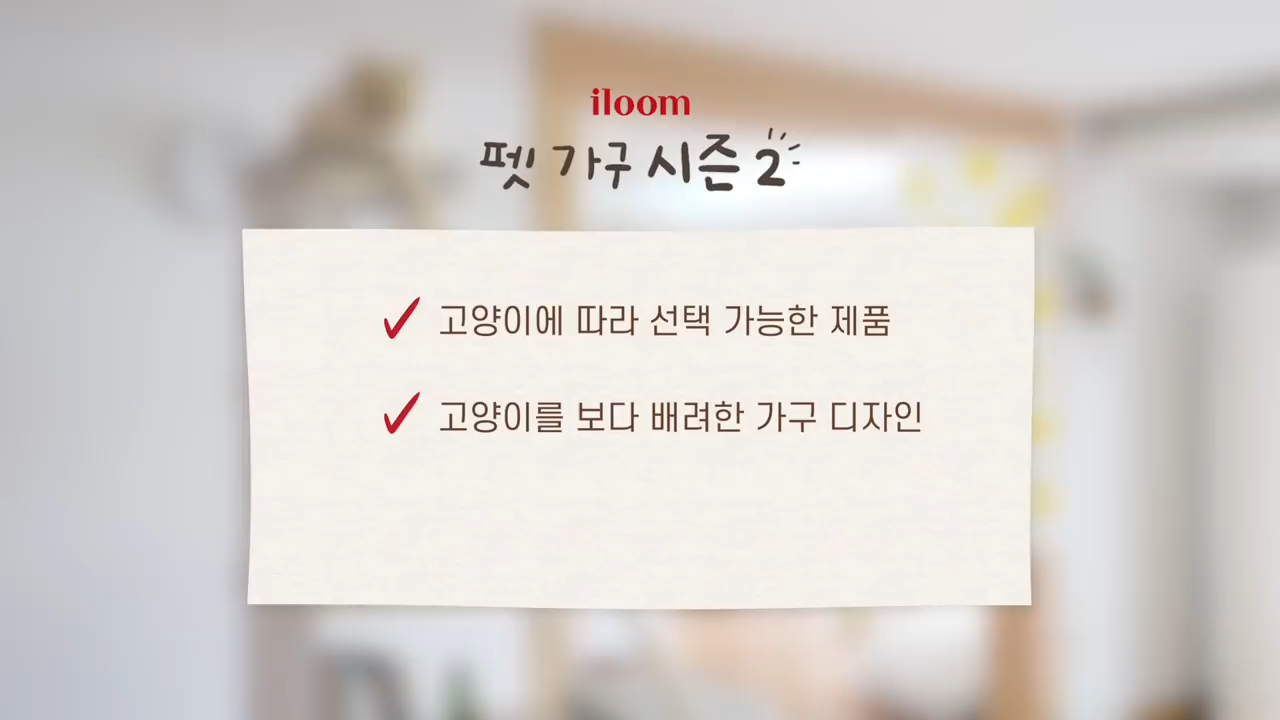 iloom
펫 가구 시즌 2
고양이에 따라 선택 가능한 제품
고양이를 보다 배려한 가구 디자인